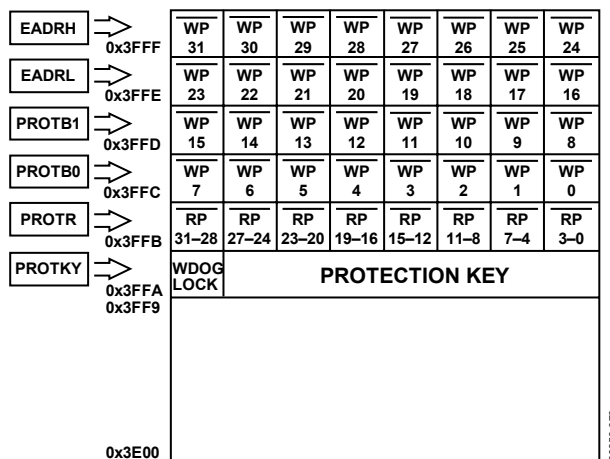 EADRH
0x3FFF
WP 31 WP 30 WP 29 WP 28 WP 27 WP 26 WP 25 WP 24
EADRL
0x3FFE
WP 23 WP 22 WP 21 WP 20 WP 19 WP 18 WP 17 WP 16
PROTB1
0x3FFD
WP 15 WP 14 WP 13 WP 12 WP 11 WP 10 WP 9 WP 8
PROTB0
0x3FFC
WP 7 WP 6 WP 5 WP 4 WP 3 WP 2 WP 1 WP 0
PROTR
0x3FFB
RP 31–28 RP 27–24 RP 23–20 RP 19–16 RP 15–12 RP 11–8 RP 7–4 RP 3–0
PROTKY
0x3FFA
WDOG LOCK
PROTECTION KEY
0x3FF9
0x3E00